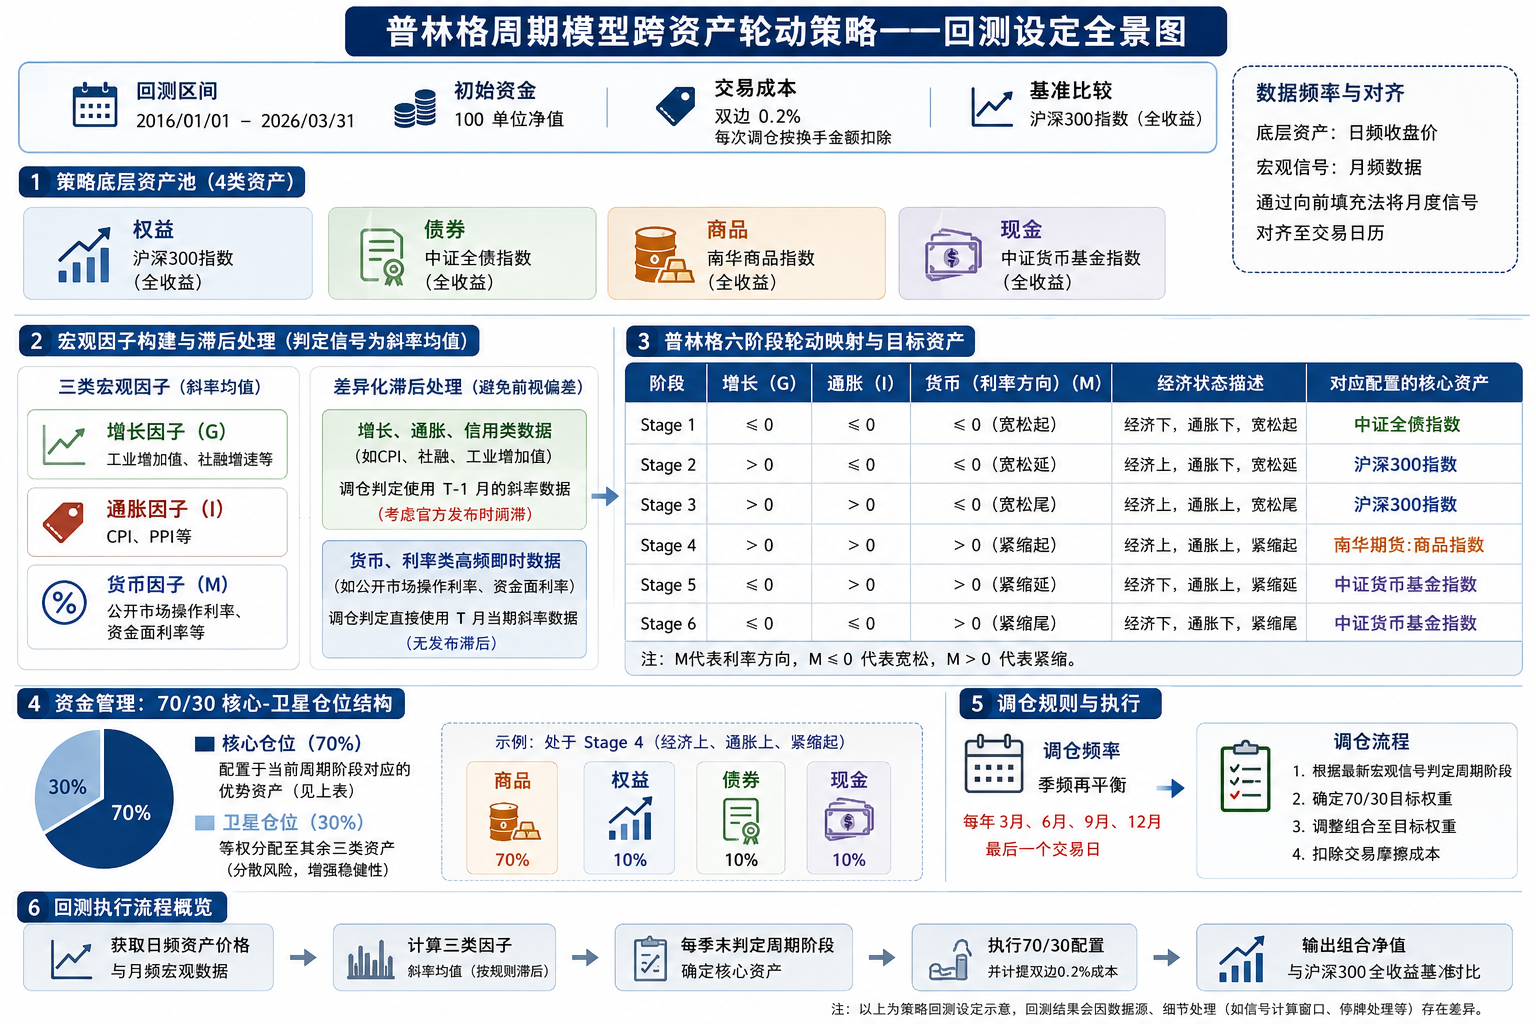 普林格周期模型跨资产轮动策略——回测设定全景图
回测区间
2016/01/01 – 2026/03/31
初始资金
100 单位净值
交易成本
双边 0.2%
每次调仓按换手金额扣除
基准比较
沪深300指数（全收益）
数据频率与对齐
底层资产：日频收盘价
宏观信号：月频数据
通过向前填充法将月度信号
对齐至交易日历
1 策略底层资产池（4类资产）
权益
沪深300指数
（全收益）
债券
中证全债指数
（全收益）
商品
南华商品指数
（全收益）
现金
中证货币基金指数
（全收益）
2 宏观因子构建与滞后处理（判定信号为斜率均值）
三类宏观因子（斜率均值）
增长因子（G）
工业增加值、社融增速等
通胀因子（I）
CPI、PPI等
货币因子（M）
公开市场操作利率、
资金面利率等
差异化滞后处理（避免前视偏差）
增长、通胀、信用类数据
（如CPI、社融、工业增加值）
调仓判定使用 T-1 月的斜率数据
（考虑官方发布时间滞）
货币、利率类高频即时数据
（如公开市场操作利率、资金面利率）
调仓判定直接使用 T 月当期斜率数据
（无发布滞后）
3 普林格六阶段轮动映射与目标资产
阶段 增长（G） 通胀（I） 货币（利率方向）（M） 经济状态描述 对应配置的核心资产
Stage 1 ≤ 0 ≤ 0 ≤ 0（宽松起） 经济下，通胀下，宽松起 中证全债指数
Stage 2 > 0 ≤ 0 ≤ 0（宽松延） 经济上，通胀下，宽松延 沪深300指数
Stage 3 > 0 > 0 ≤ 0（宽松尾） 经济上，通胀上，宽松尾 沪深300指数
Stage 4 > 0 > 0 > 0（紧缩起） 经济上，通胀上，紧缩起 南华期货:商品指数
Stage 5 ≤ 0 > 0 > 0（紧缩延） 经济下，通胀上，紧缩延 中证货币基金指数
Stage 6 ≤ 0 ≤ 0 > 0（紧缩尾） 经济下，通胀下，紧缩尾 中证货币基金指数
注：M代表利率方向，M ≤ 0 代表宽松，M > 0 代表紧缩。
4 资金管理：70/30 核心-卫星仓位结构
30%
70%
核心仓位（70%）
配置于当前周期阶段对应的
优势资产（见上表）
卫星仓位（30%）
等权分配至其余三类资产
（分散风险，增强稳健性）
示例：处于 Stage 4（经济上、通胀上、紧缩起）
商品
70%
权益
10%
债券
10%
现金
10%
5 调仓规则与执行
调仓频率
季频再平衡
每年 3月、6月、9月、12月
最后一个交易日
调仓流程
1. 根据最新宏观信号判定周期阶段
2. 确定70/30目标权重
3. 调整组合至目标权重
4. 扣除交易摩擦成本
6 回测执行流程概览
获取日频资产价格
与月频宏观数据
计算三类因子
斜率均值（按规则滞后）
每季末判定周期阶段
确定核心资产
执行70/30配置
并计提双边0.2%成本
输出组合净值
与沪深300全收益基准对比
注：以上为策略回测设定示意，回测结果会因数据源、细节处理（如信号计算窗口、停牌处理等）存在差异。